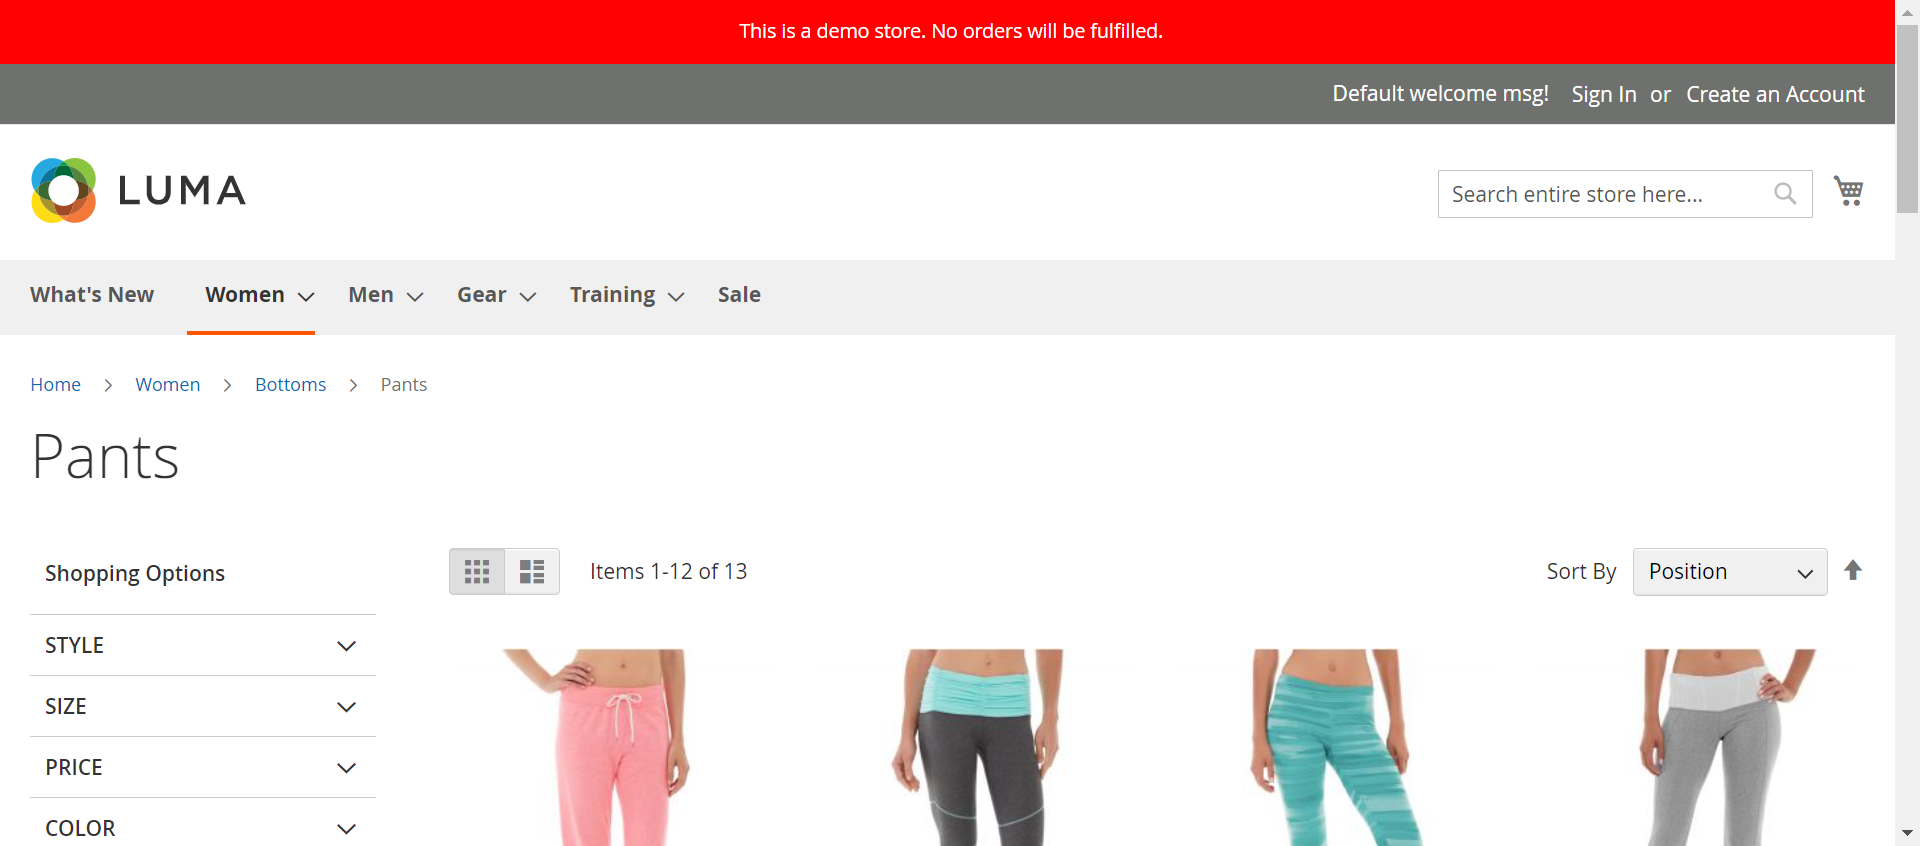 This is a demo store. No orders will be fulfilled.
Default welcome msg! Sign In or Create an Account
LUMA
Search entire store here...
What's New Women Men Gear Training Sale
Home > Women > Bottoms > Pants
Pants
Shopping Options
Items 1-12 of 13
Sort By Position
STYLE
SIZE
PRICE
COLOR